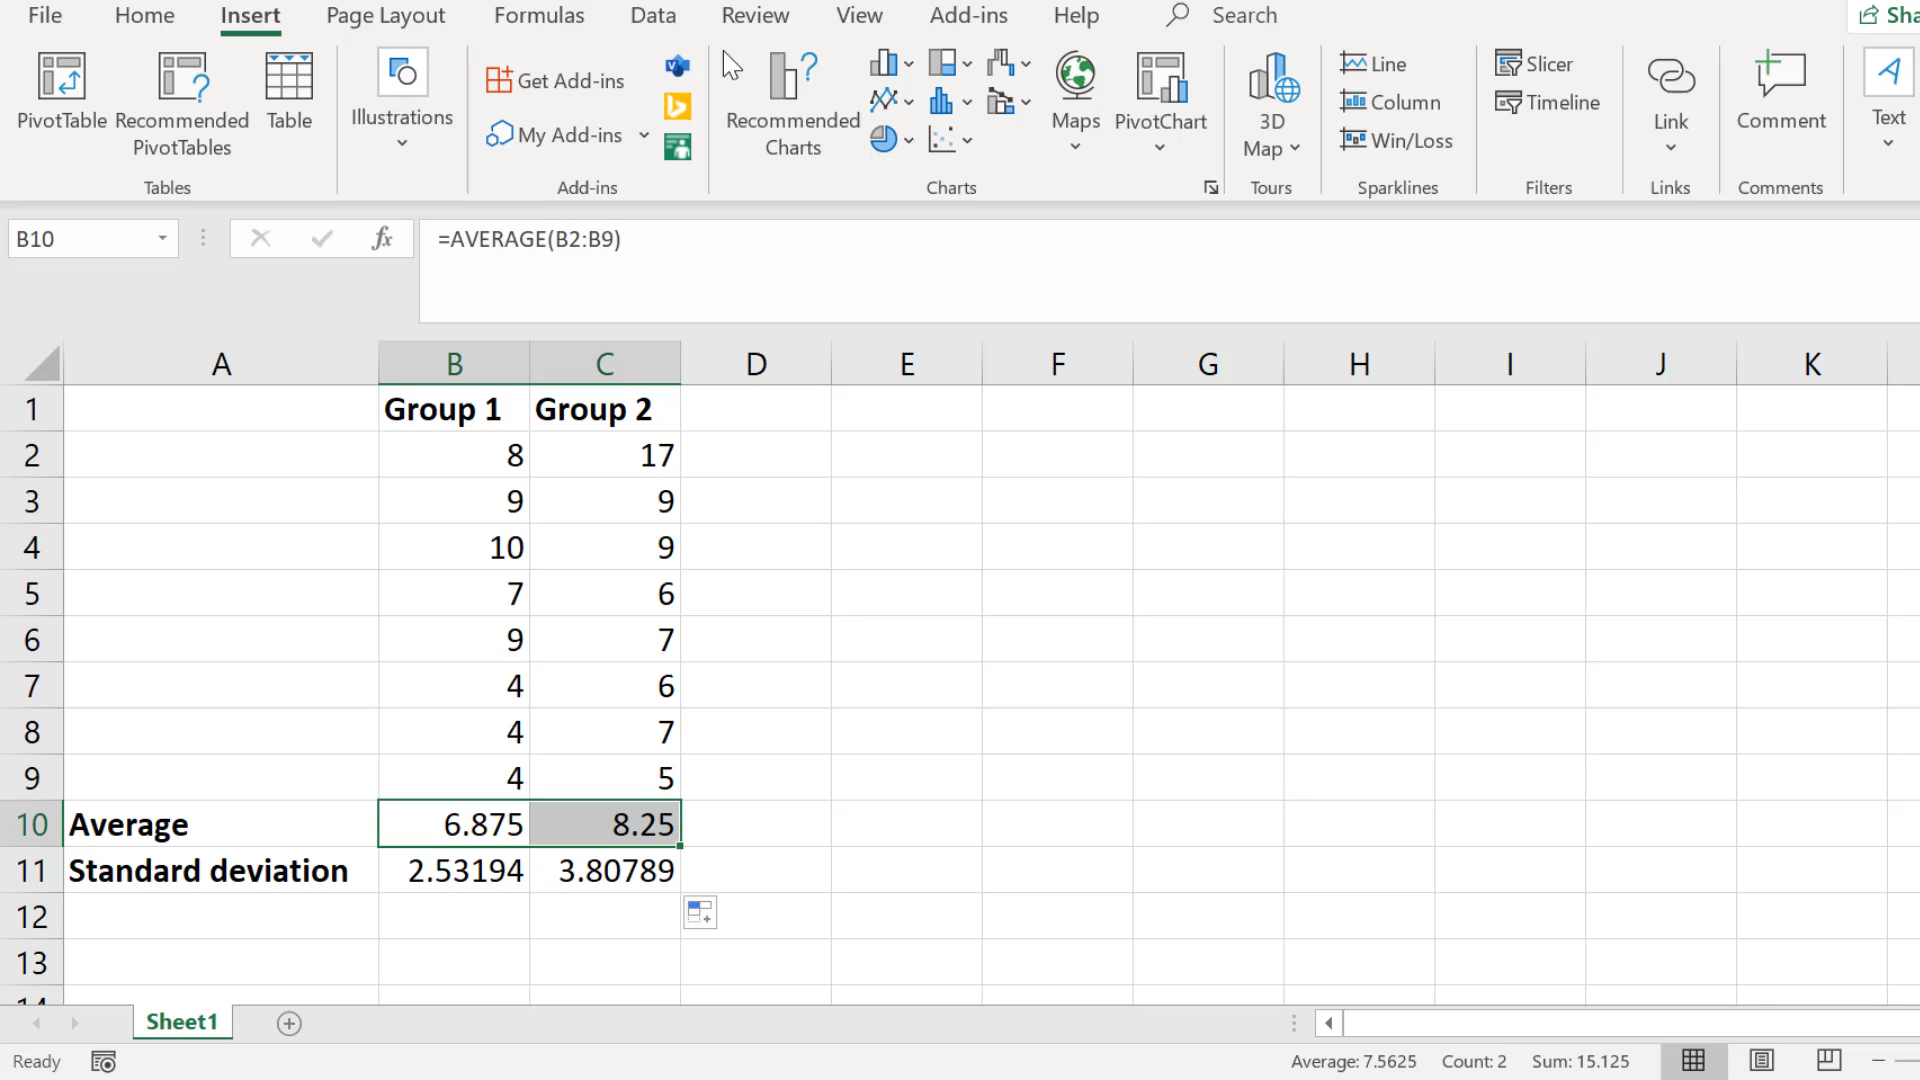 File Home Insert Page Layout Formulas Data Review View Add-ins Help Search
PivotTable
Recommended
PivotTables
Table
Tables
Illustrations
Get Add-ins
My Add-ins
Add-ins
Recommended
Charts
Maps
PivotChart
Charts
3D
Map
Tours
Line
Column
Win/Loss
Sparklines
Slicer
Timeline
Filters
Link
Links
Comment
Comments
A
Text
B10 fx =AVERAGE(B2:B9)
A B C D E F G H I J K
1 Group 1 Group 2
2 8 17
3 9 9
4 10 9
5 7 6
6 9 7
7 4 6
8 4 7
9 4 5
10 Average 6.875 8.25
11 Standard deviation 2.53194 3.80789
12
13
14
Sheet1
Ready Average: 7.5625 Count: 2 Sum: 15.125